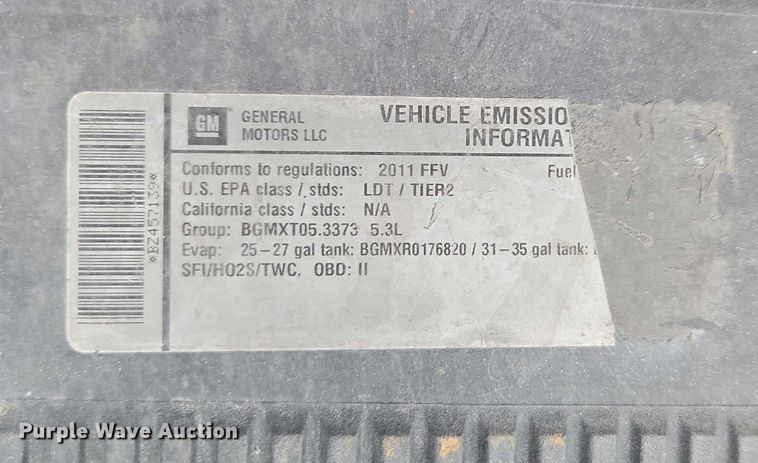 *BZ457139*
GM
GENERAL
MOTORS LLC
VEHICLE EMISSIO
INFORMAT
Conforms to regulations: 2011 FFV Fuel
U.S. EPA class / stds: LDT / TIER2
California class / stds: N/A
Group: BGMXT05.3373 5.3L
Evap: 25-27 gal tank: BGMXR0176820 / 31-35 gal tank:
SFI/HO2S/TWC, OBD: II
Purple Wave Auction